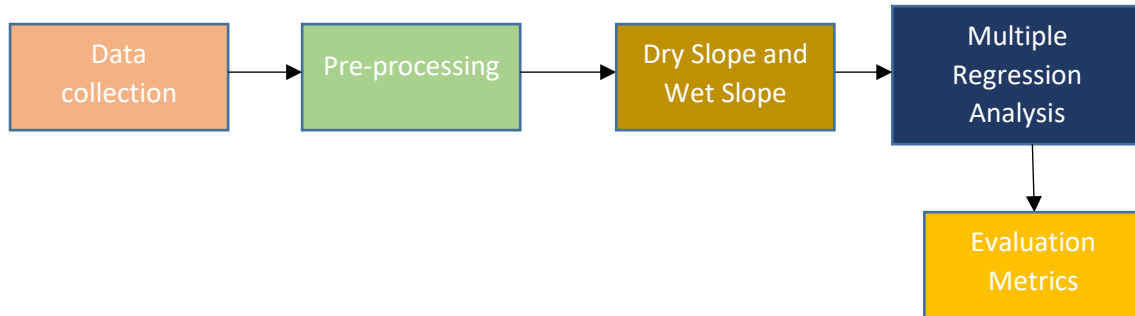 Data
collection
Pre-processing
Dry Slope and
Wet Slope
Multiple
Regression
Analysis
Evaluation
Metrics